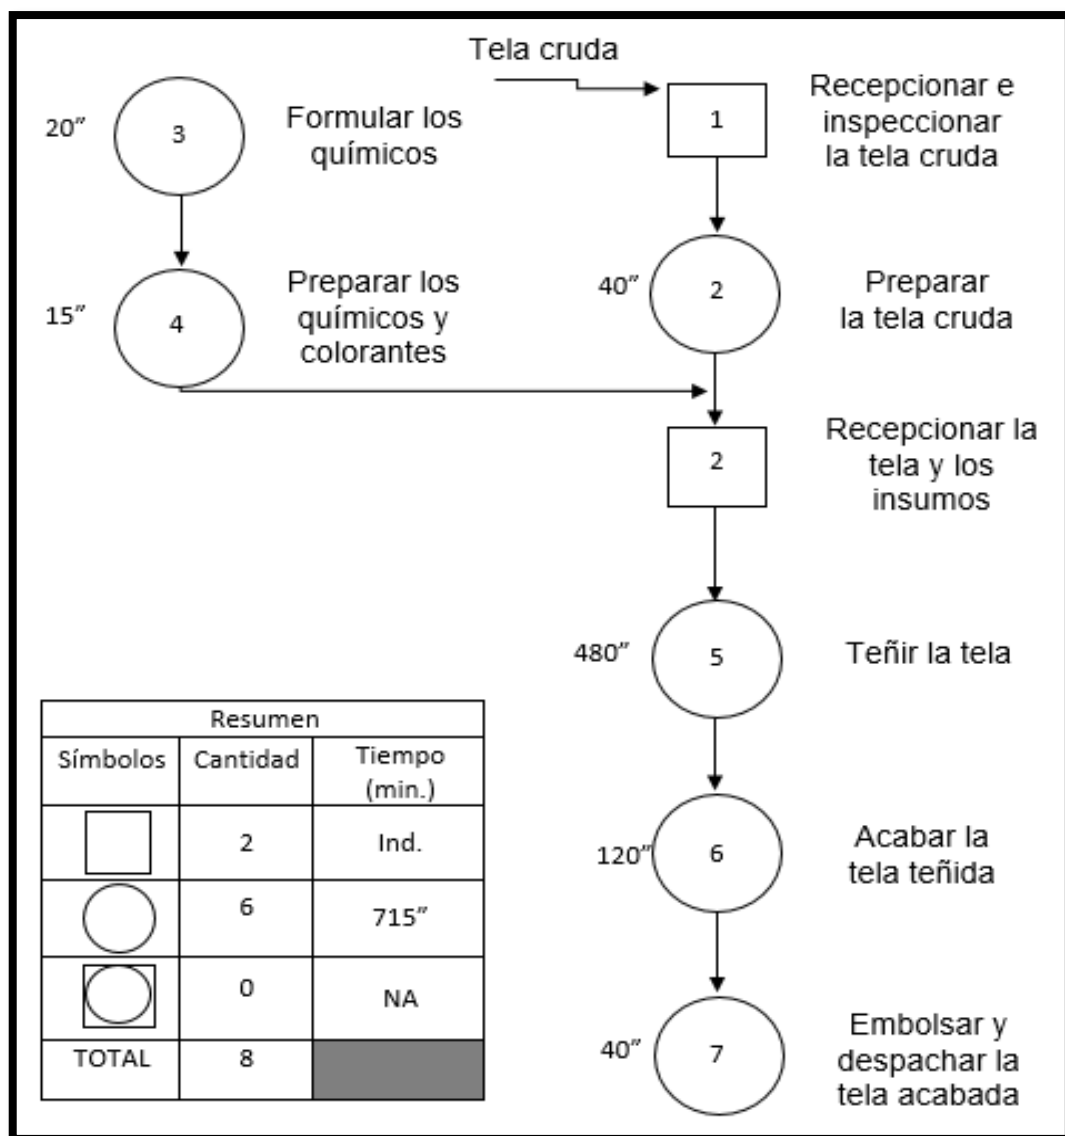 Tela cruda
20”
3
Formular los
químicos
1
Recepcionar e
inspeccionar
la tela cruda
15”
4
Preparar los
químicos y
colorantes
40”
2
Preparar
la tela cruda
2
Recepcionar la
tela y los
insumos
480”
5
Teñir la tela
120”
6
Acabar la
tela teñida
40”
7
Embolsar y
despachar la
tela acabada
Resumen
Símbolos Cantidad Tiempo
(min.)
2 Ind.
6 715”
0 NA
TOTAL 8